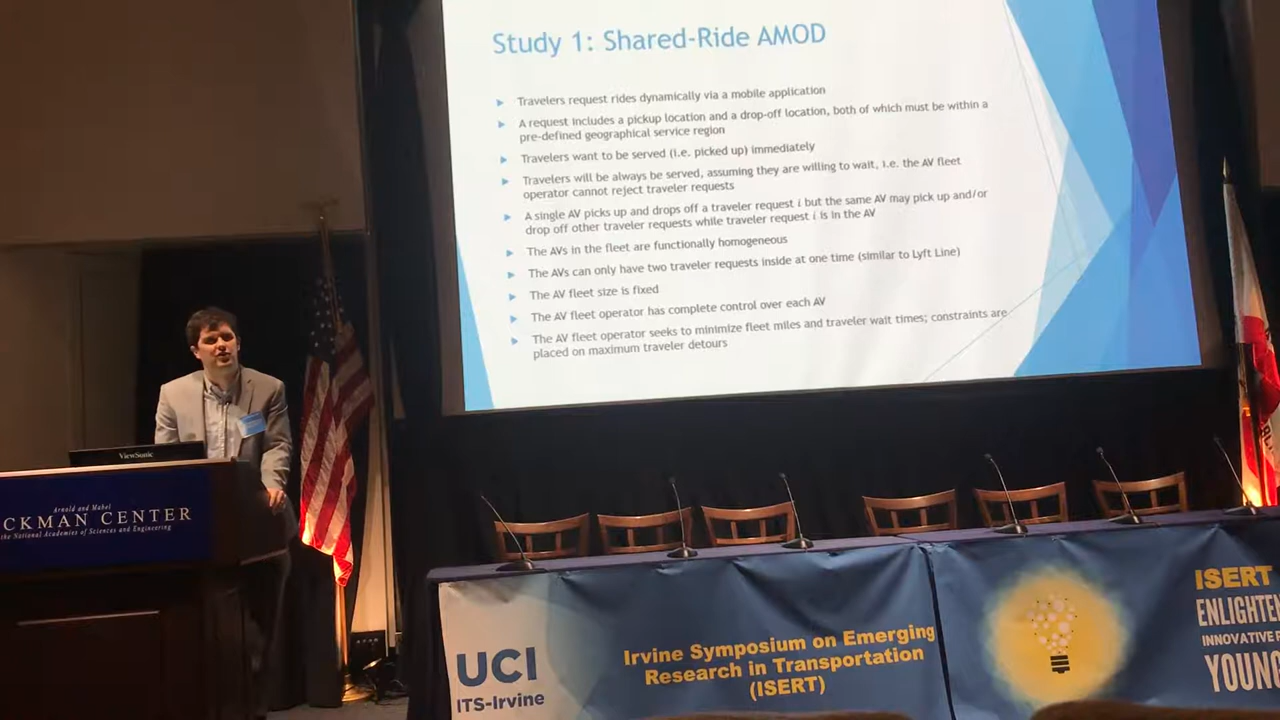 Study 1: Shared-Ride AMOD
Travelers request rides dynamically via a mobile application
A request includes a pickup location and a drop-off location, both of which must be within a
pre-defined geographical service region
Travelers want to be served (i.e. picked up) immediately
Travelers will be always be served, assuming they are willing to wait, i.e. the AV fleet
operator cannot reject traveler requests
A single AV picks up and drops off a traveler request i but the same AV may pick up and/or
drop off other traveler requests while traveler request i is in the AV
The AVs in the fleet are functionally homogeneous
The AVs can only have two traveler requests inside at one time (similar to Lyft Line)
The AV fleet size is fixed
The AV fleet operator has complete control over each AV
The AV fleet operator seeks to minimize fleet miles and traveler wait times; constraints are
placed on maximum traveler detours
ViewSonic
Arnold and Mabel
CKMAN CENTER
the National Academies of Sciences and Engineering
UCI
ITS-Irvine
Irvine Symposium on Emerging
Research in Transportation
(ISERT)
ISERT
ENLIGHTEN
INNOVATIVE
YOUNG